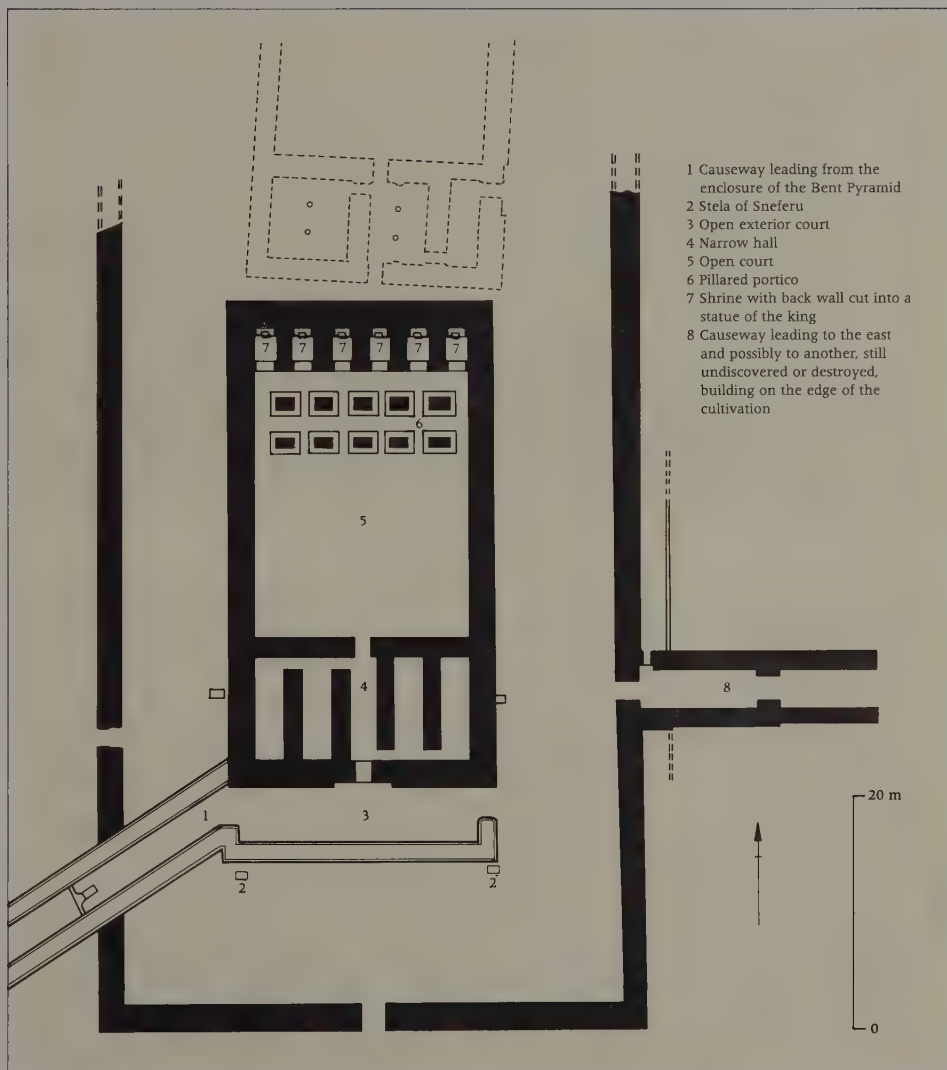 1 Causeway leading from the
enclosure of the Bent Pyramid
2 Stela of Sneferu
3 Open exterior court
4 Narrow hall
5 Open court
6 Pillared portico
7 Shrine with back wall cut into a
statue of the king
8 Causeway leading to the east
and possibly to another, still
undiscovered or destroyed,
building on the edge of the
cultivation
7 7 7 7 7 7
6
5
4
8
20 m
1
3
2
2
0